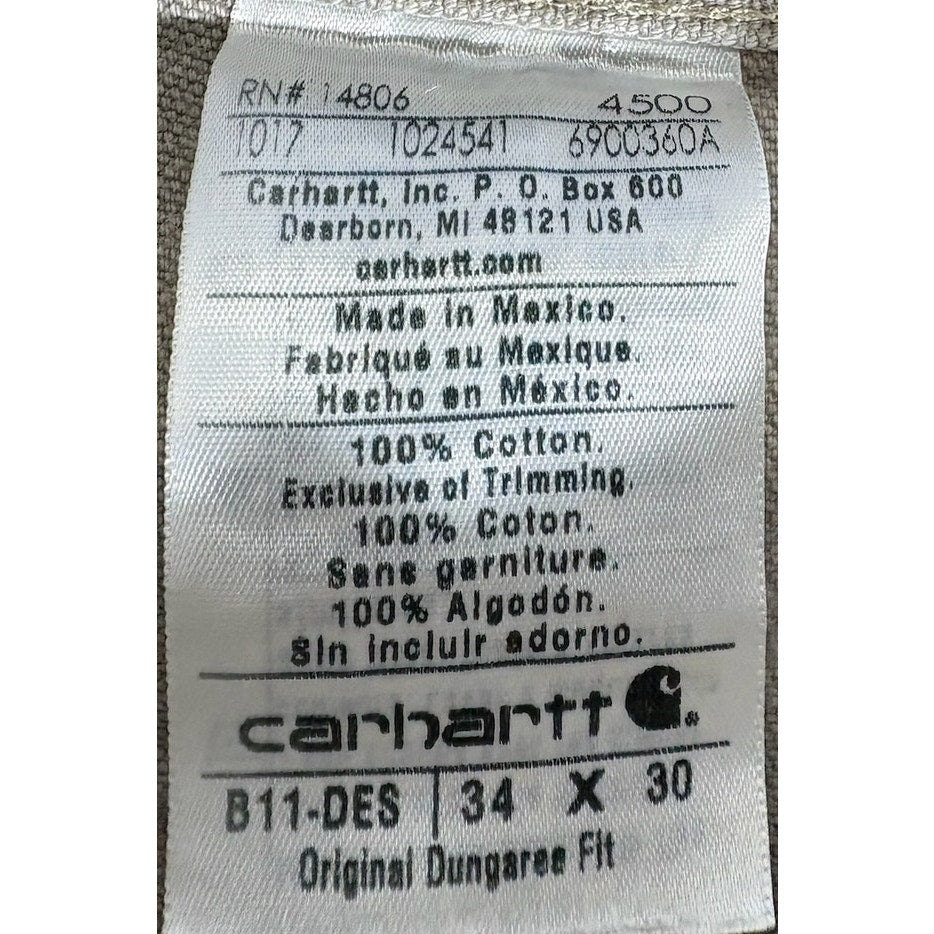 RN# 14806 4500
1017 1024541 6900360A
Carhartt, Inc. P. O. Box 600
Dearborn, MI 48121 USA
carhartt.com
Made in Mexico.
Fabriqué au Mexique.
Hecho en México.
100% Cotton.
Exclusive of Trimming.
100% Coton.
Sans garniture.
100% Algodón.
Sin incluir adorno.
carhartt
B11-DES | 34 X 30
Original Dungaree Fit